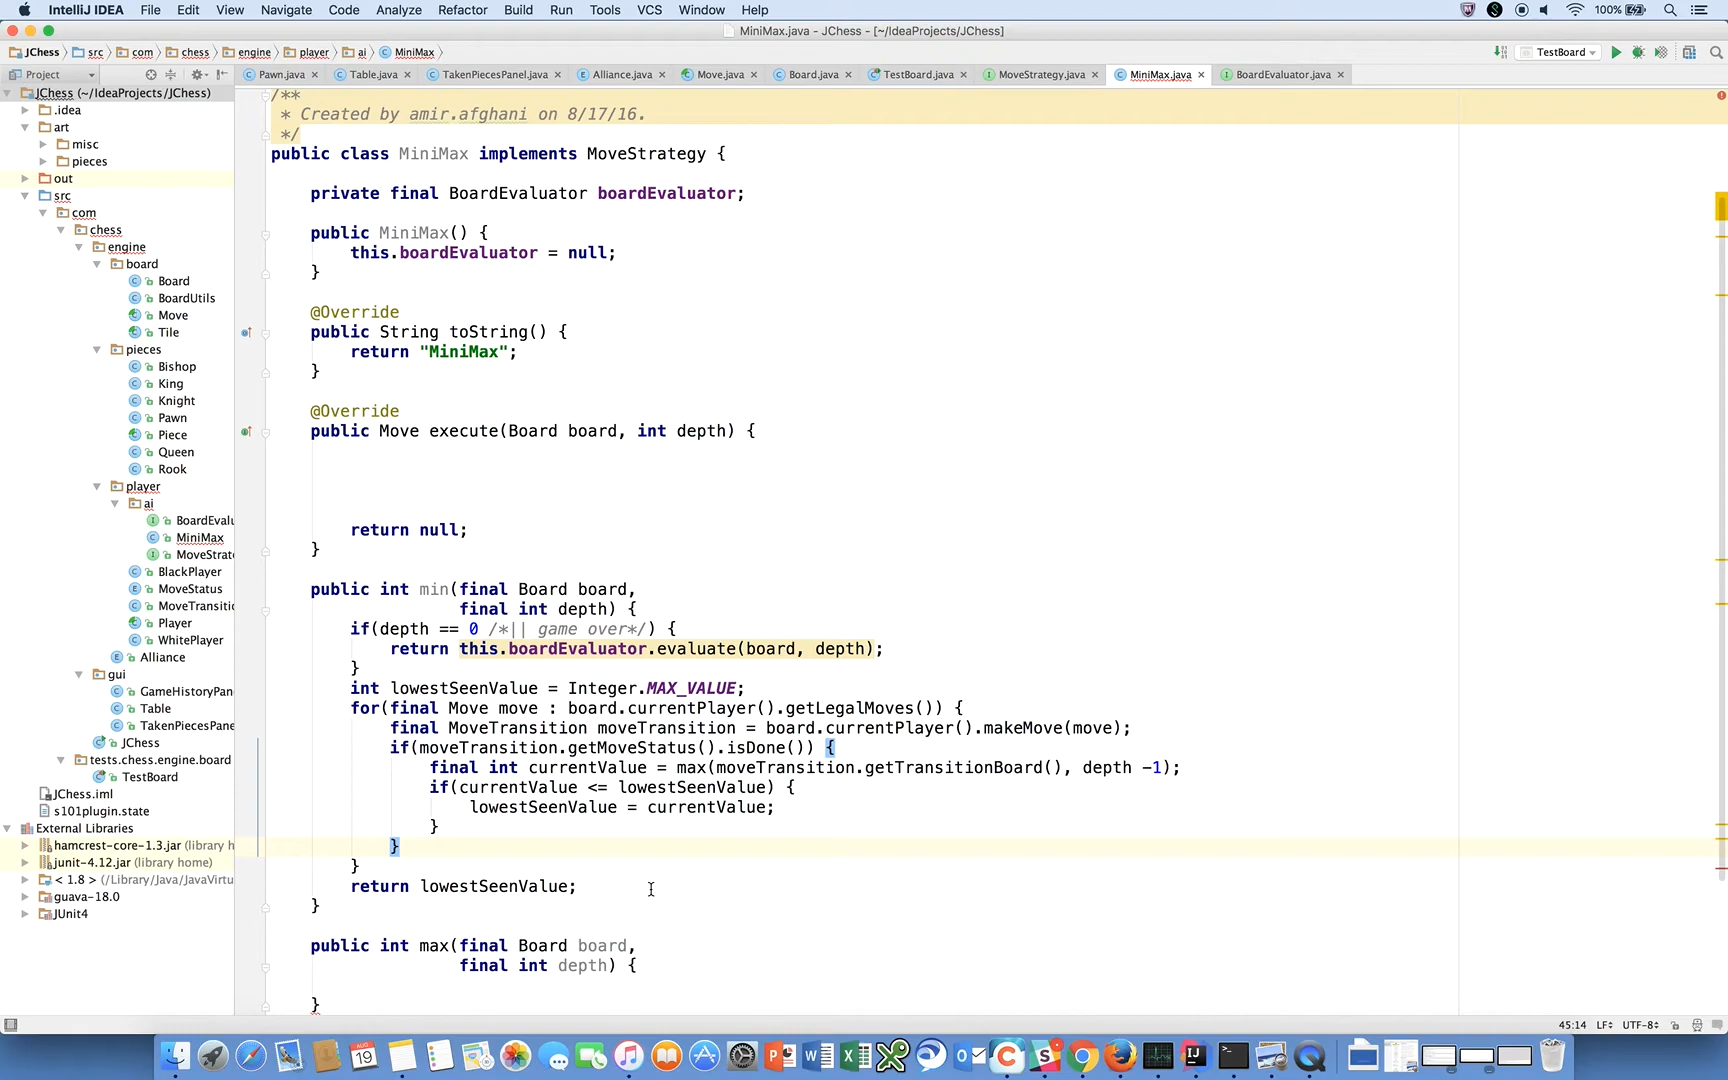 IntelliJ IDEA File Edit View Navigate Code Analyze Refactor Build Run Tools VCS Window Help 100%
MiniMax.java - JChess - [~/IdeaProjects/JChess]
JChess src com chess engine player ai MiniMax TestBoard
Project Pawn.java Table.java TakenPiecesPanel.java Alliance.java Move.java Board.java TestBoard.java MoveStrategy.java MiniMax.java BoardEvaluator.java
JChess (~/IdeaProjects/JChess)
.idea
art
misc
pieces
out
src
com
chess
engine
board
Board
BoardUtils
Move
Tile
pieces
Bishop
King
Knight
Pawn
Piece
Queen
Rook
player
ai
BoardEvalu
MiniMax
MoveStrate
BlackPlayer
MoveStatus
MoveTransitic
Player
WhitePlayer
Alliance
gui
GameHistoryPan
Table
TakenPiecesPane
JChess
tests.chess.engine.board
TestBoard
JChess.iml
s101plugin.state
External Libraries
hamcrest-core-1.3.jar (library h
junit-4.12.jar (library home)
< 1.8 > (/Library/Java/JavaVirtu
guava-18.0
JUnit4
/**
* Created by amir.afghani on 8/17/16.
*/
public class MiniMax implements MoveStrategy {
private final BoardEvaluator boardEvaluator;
public MiniMax() {
this.boardEvaluator = null;
}
@Override
public String toString() {
return "MiniMax";
}
@Override
public Move execute(Board board, int depth) {
return null;
}
public int min(final Board board,
final int depth) {
if(depth == 0 /*|| game over*/) {
return this.boardEvaluator.evaluate(board, depth);
}
int lowestSeenValue = Integer.MAX_VALUE;
for(final Move move : board.currentPlayer().getLegalMoves()) {
final MoveTransition moveTransition = board.currentPlayer().makeMove(move);
if(moveTransition.getMoveStatus().isDone()) {
final int currentValue = max(moveTransition.getTransitionBoard(), depth -1);
if(currentValue <= lowestSeenValue) {
lowestSeenValue = currentValue;
}
}
}
return lowestSeenValue;
}
public int max(final Board board,
final int depth) {
}
45:14 LF UTF-8
AUG
19